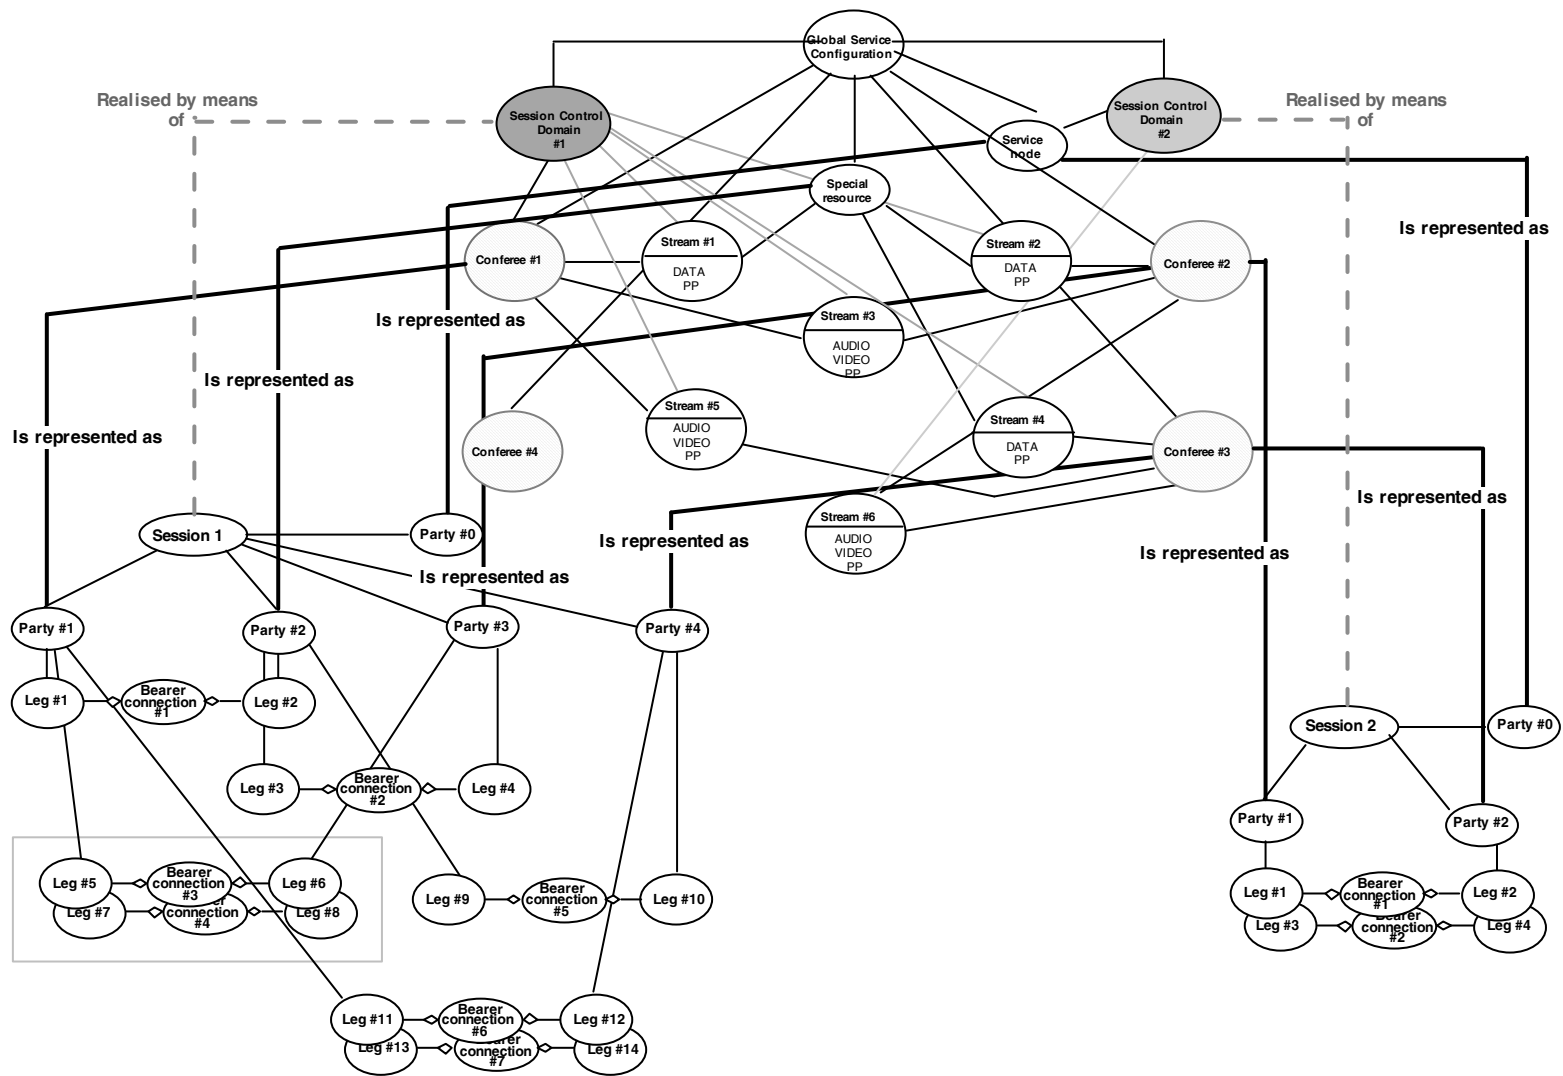 Global Service
Configuration
Realised by means
of
Session Control
Domain
#1
Session Control
Domain
#2
Realised by means
of
Service
node
Special
resource
Is represented as
Conferee #1
Stream #1
DATA
PP
Stream #2
DATA
PP
Conferee #2
Is represented as
Stream #3
AUDIO
VIDEO
PP
Is represented as
Is represented as
Stream #5
AUDIO
VIDEO
PP
Conferee #4
Stream #4
DATA
PP
Conferee #3
Is represented as
Stream #6
AUDIO
VIDEO
PP
Session 1
Party #0
Is represented as
Is represented as
Is represented as
Party #1
Party #2
Party #3
Party #4
Leg #1
Bearer
connection
#1
Leg #2
Session 2
Party #0
Leg #3
Bearer
connection
#2
Leg #4
Party #1
Party #2
Leg #5
Bearer
connection
#3
Leg #6
Leg #7
Bearer
connection
#4
Leg #8
Leg #9
Bearer
connection
#5
Leg #10
Leg #1
Bearer
connection
#1
Leg #2
Leg #3
Bearer
connection
#2
Leg #4
Leg #11
Bearer
connection
#6
Leg #12
Leg #13
Bearer
connection
#7
Leg #14